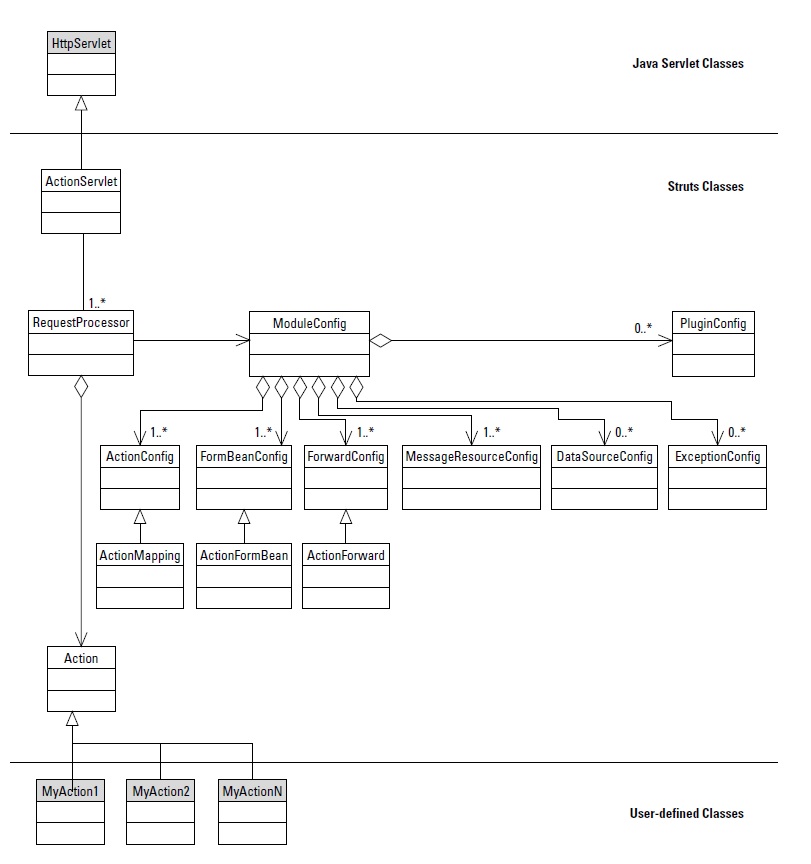 HttpServlet
Java Servlet Classes
ActionServlet
Struts Classes
1..*
RequestProcessor
ModuleConfig
0..*
PluginConfig
1..*
1..*
1..*
1..*
0..*
0..*
ActionConfig
FormBeanConfig
ForwardConfig
MessageResourceConfig
DataSourceConfig
ExceptionConfig
ActionMapping
ActionFormBean
ActionForward
Action
MyAction1
MyAction2
MyActionN
User-defined Classes